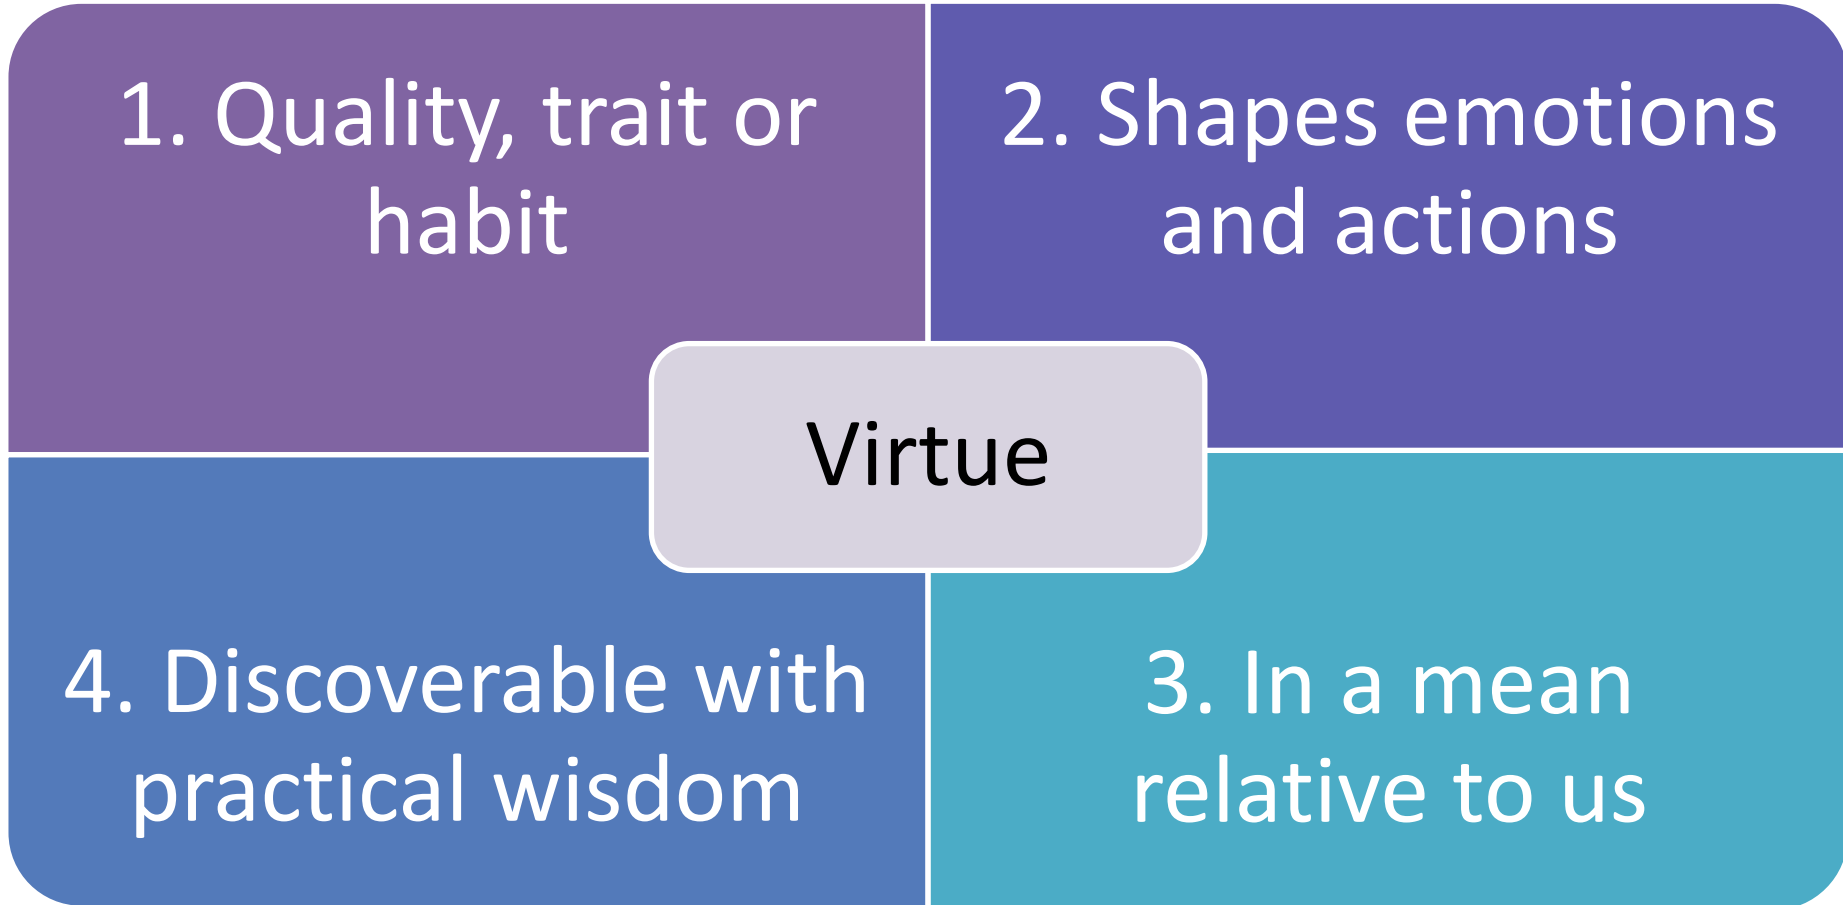 1. Quality, trait or
habit
2. Shapes emotions
and actions
Virtue
4. Discoverable with
practical wisdom
3. In a mean
relative to us